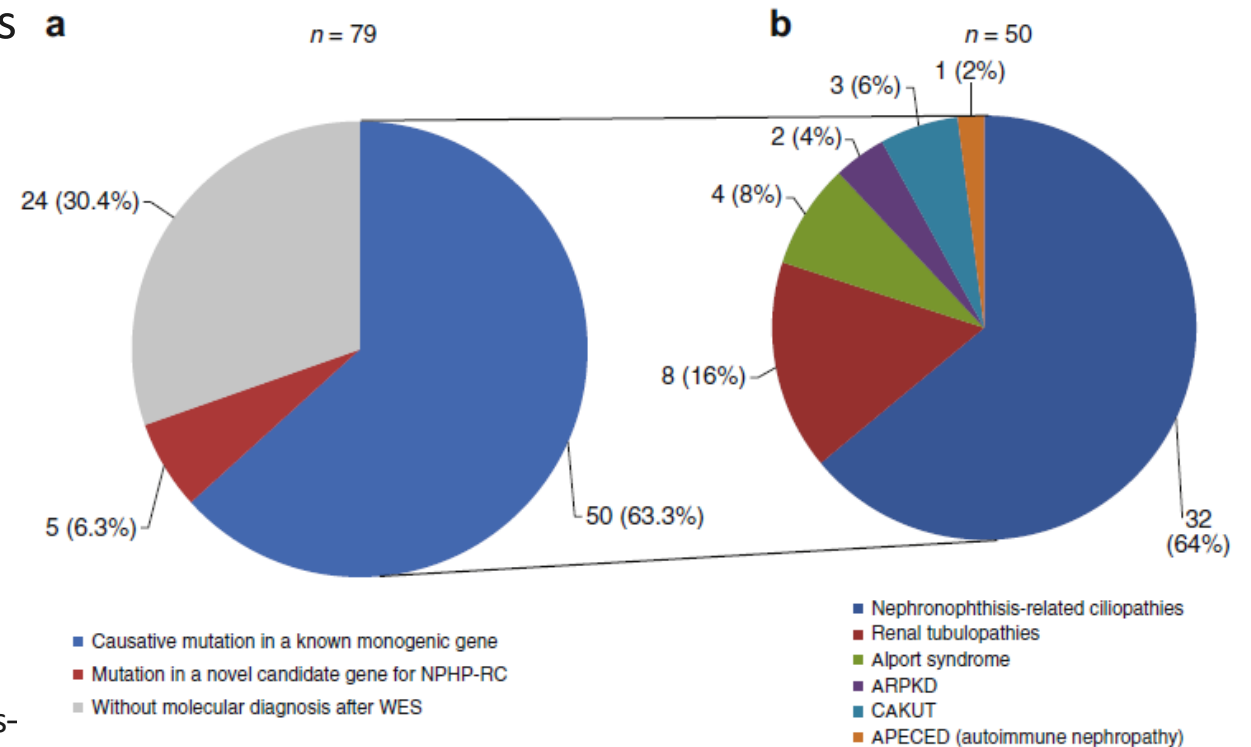 s
a
n = 79
24 (30.4%)
5 (6.3%)
50 (63.3%)
Causative mutation in a known monogenic gene
Mutation in a novel candidate gene for NPHP-RC
Without molecular diagnosis after WES
s-
b
n = 50
1 (2%)
3 (6%)
2 (4%)
4 (8%)
8 (16%)
32
(64%)
Nephronophthisis-related ciliopathies
Renal tubulopathies
Alport syndrome
ARPKD
CAKUT
APECED (autoimmune nephropathy)